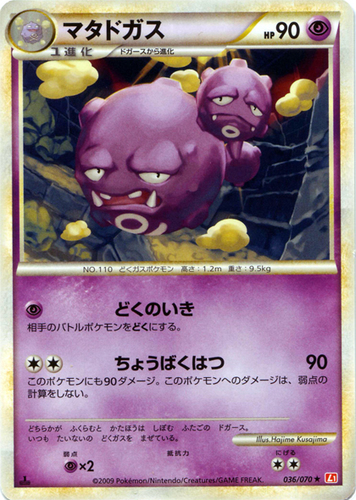 マタドガス HP 90
1進化 ドガースから進化
NO.110 どくガスポケモン 高さ：1.2m 重さ：9.5kg
どくのいき
相手のバトルポケモンをどくにする。
ちょうばくはつ 90
このポケモンにも90ダメージ。このポケモンへのダメージは、弱点の
計算をしない。
どちらかが ふくらむと かたほうは しぼむ ふたごの ドガース。
いつも たいないの どくガスを まぜている。
Illus. Hajime Kusajima
弱点 抵抗力 にげる
×2
©2009 Pokémon/Nintendo/Creatures/GAME FREAK.
036/070 ★ L1